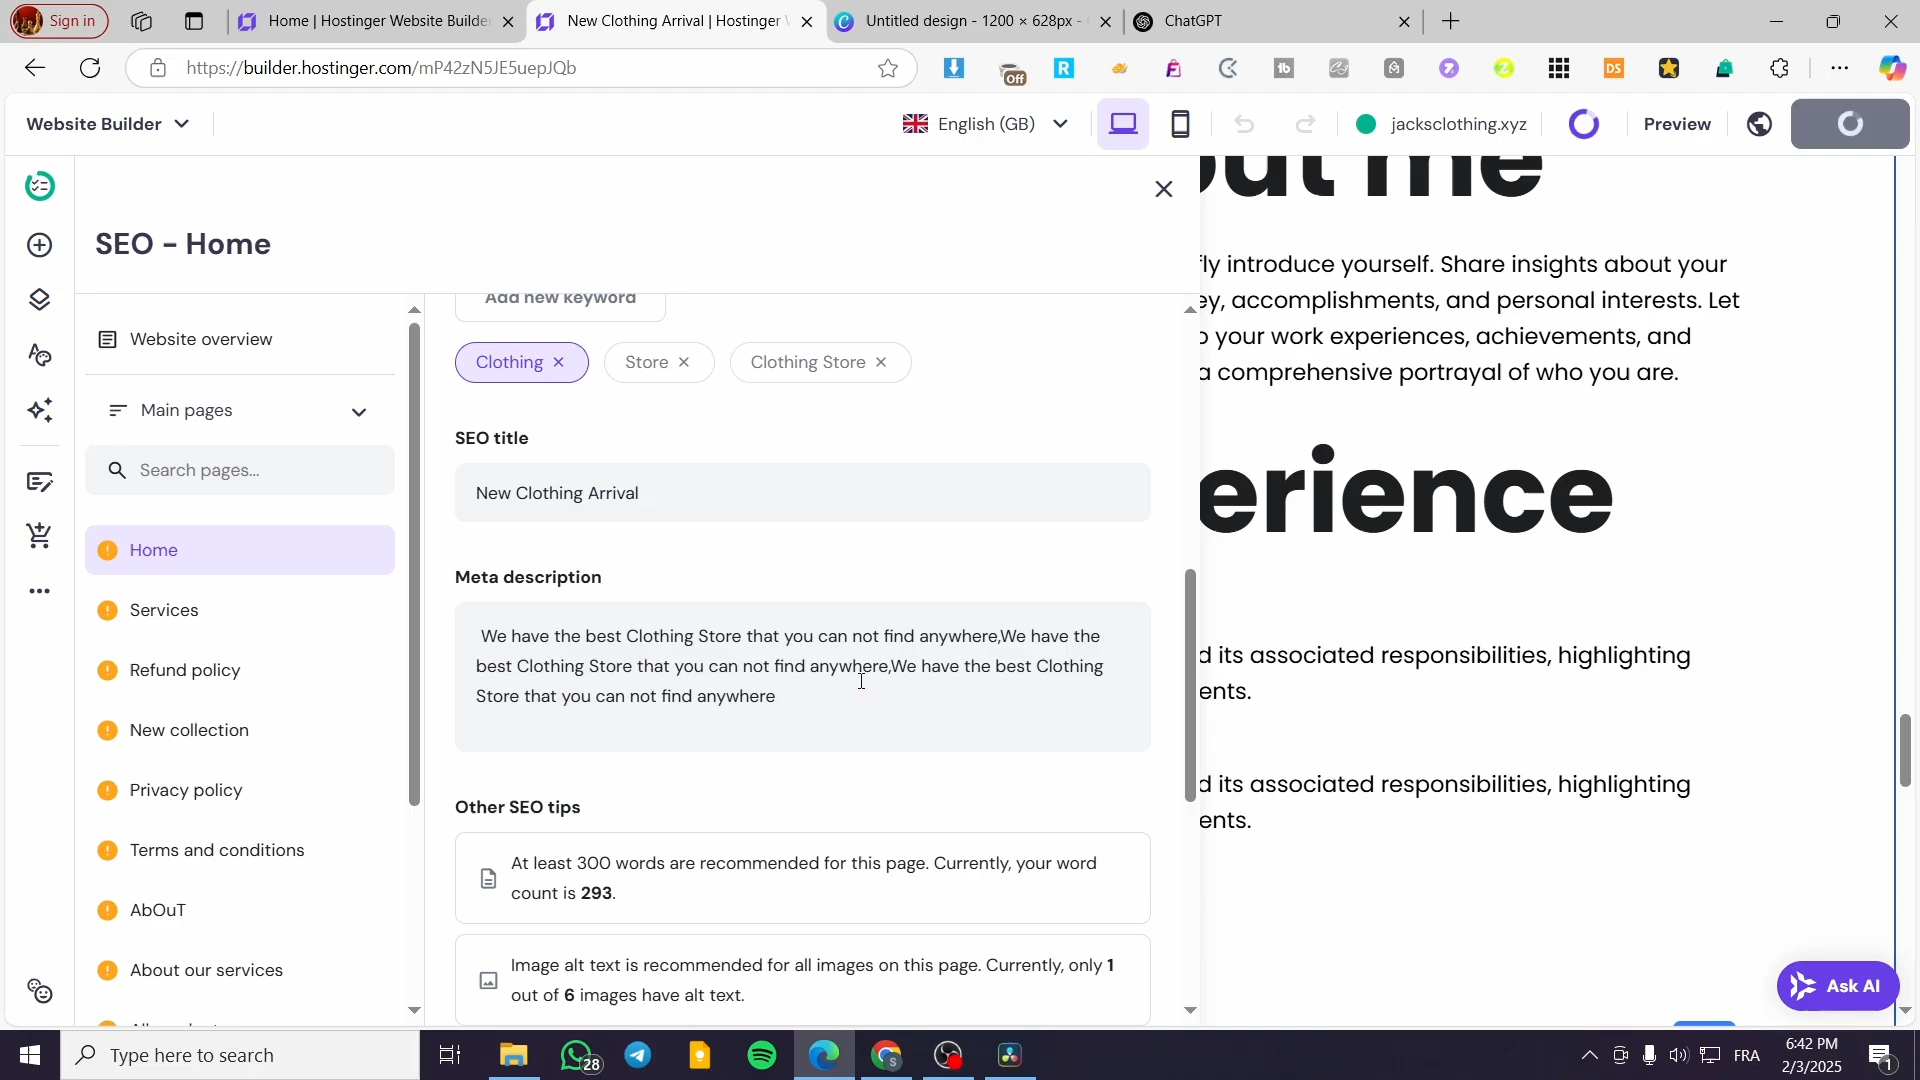 Sign in
Home | Hostinger Website Builder
New Clothing Arrival | Hostinger
Untitled design - 1200 × 628px -
ChatGPT
https://builder.hostinger.com/mP42zN5JE5uepJQb
Off
Website Builder
English (GB)
jacksclothing.xyz
Preview
SEO - Home
Website overview
Main pages
Search pages...
Home
Services
Refund policy
New collection
Privacy policy
Terms and conditions
AbOuT
About our services
Add new keyword
Clothing
Store
Clothing Store
SEO title
New Clothing Arrival
Meta description
We have the best Clothing Store that you can not find anywhere,We have the
best Clothing Store that you can not find anywhere,We have the best Clothing
Store that you can not find anywhere
Other SEO tips
At least 300 words are recommended for this page. Currently, your word
count is 293.
Image alt text is recommended for all images on this page. Currently, only 1
out of 6 images have alt text.
out me
fly introduce yourself. Share insights about your
ey, accomplishments, and personal interests. Let
o your work experiences, achievements, and
a comprehensive portrayal of who you are.
erience
d its associated responsibilities, highlighting
ents.
d its associated responsibilities, highlighting
ents.
Ask AI
Type here to search
28
FRA
6:42 PM
2/3/2025
1